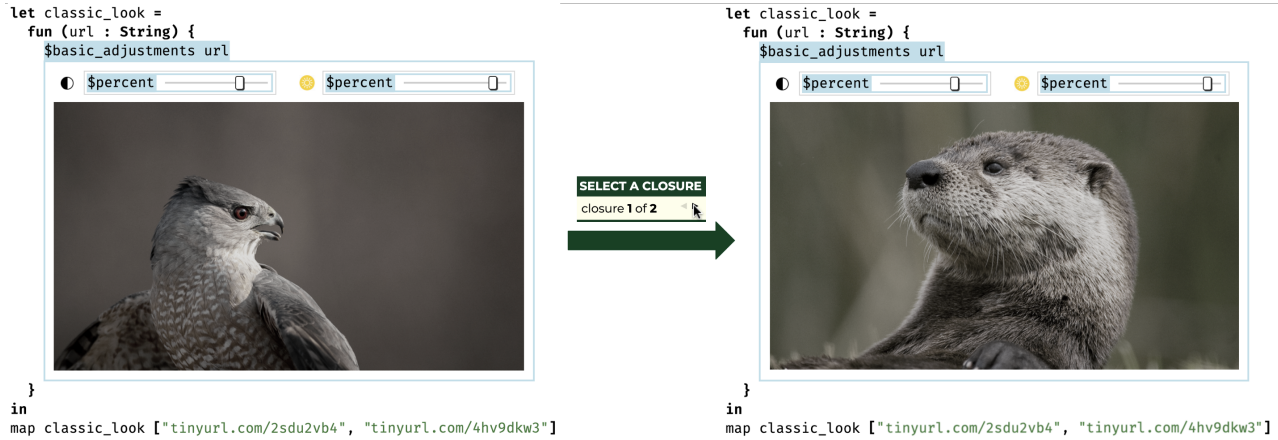 let classic_look =
fun (url : String) {
$basic_adjustments url
$percent $percent
}
in
map classic_look ["tinyurl.com/2sdu2vb4", "tinyurl.com/4hv9dkw3"]
SELECT A CLOSURE
closure 1 of 2
let classic_look =
fun (url : String) {
$basic_adjustments url
$percent $percent
}
in
map classic_look ["tinyurl.com/2sdu2vb4", "tinyurl.com/4hv9dkw3"]